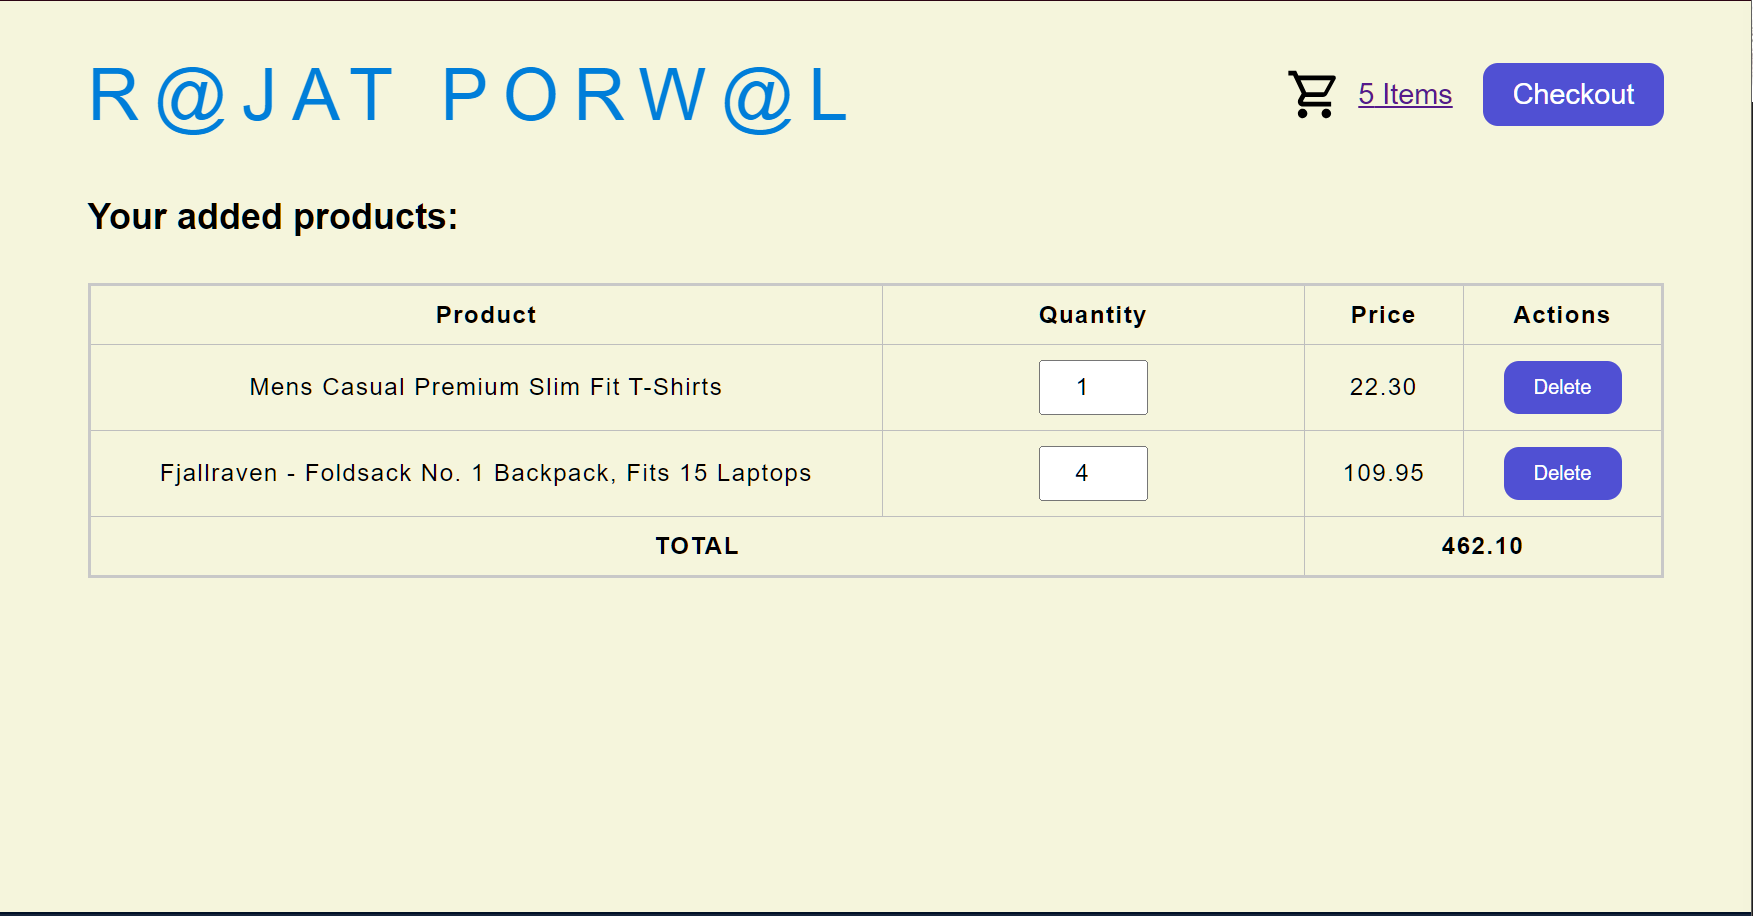 R@JAT PORW@L
5 Items
Checkout
Your added products:
Product Quantity Price Actions
Mens Casual Premium Slim Fit T-Shirts 1 22.30 Delete
Fjallraven - Foldsack No. 1 Backpack, Fits 15 Laptops 4 109.95 Delete
TOTAL 462.10